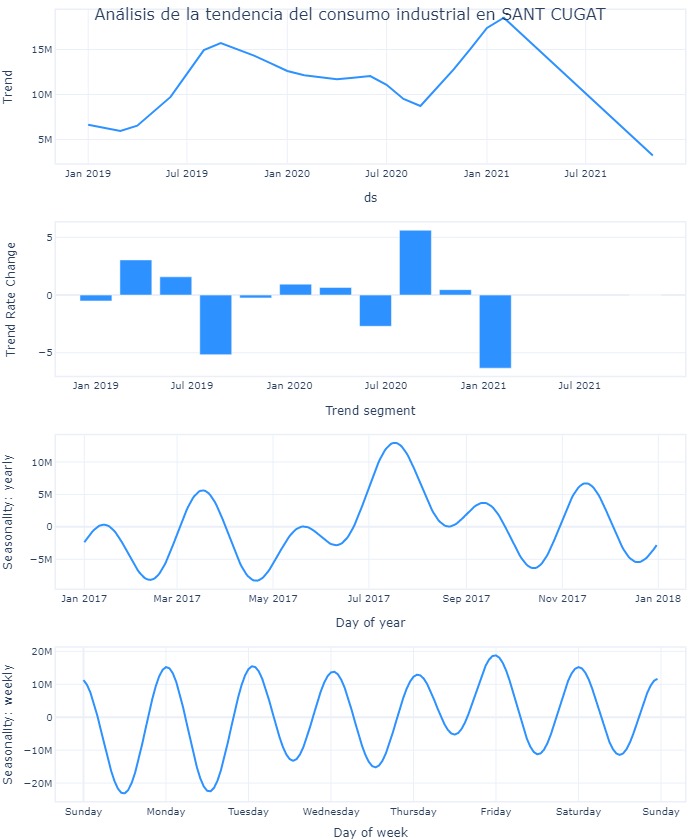 Análisis de la tendencia del consumo industrial en SANT CUGAT
Trend
15M
10M
5M
Jan 2019 Jul 2019 Jan 2020 Jul 2020 Jan 2021 Jul 2021
ds
Trend Rate Change
5
0
−5
Jan 2019 Jul 2019 Jan 2020 Jul 2020 Jan 2021 Jul 2021
Trend segment
Seasonality: yearly
10M
5M
0
−5M
Jan 2017 Mar 2017 May 2017 Jul 2017 Sep 2017 Nov 2017 Jan 2018
Day of year
Seasonality: weekly
20M
10M
0
−10M
−20M
Sunday Monday Tuesday Wednesday Thursday Friday Saturday Sunday
Day of week